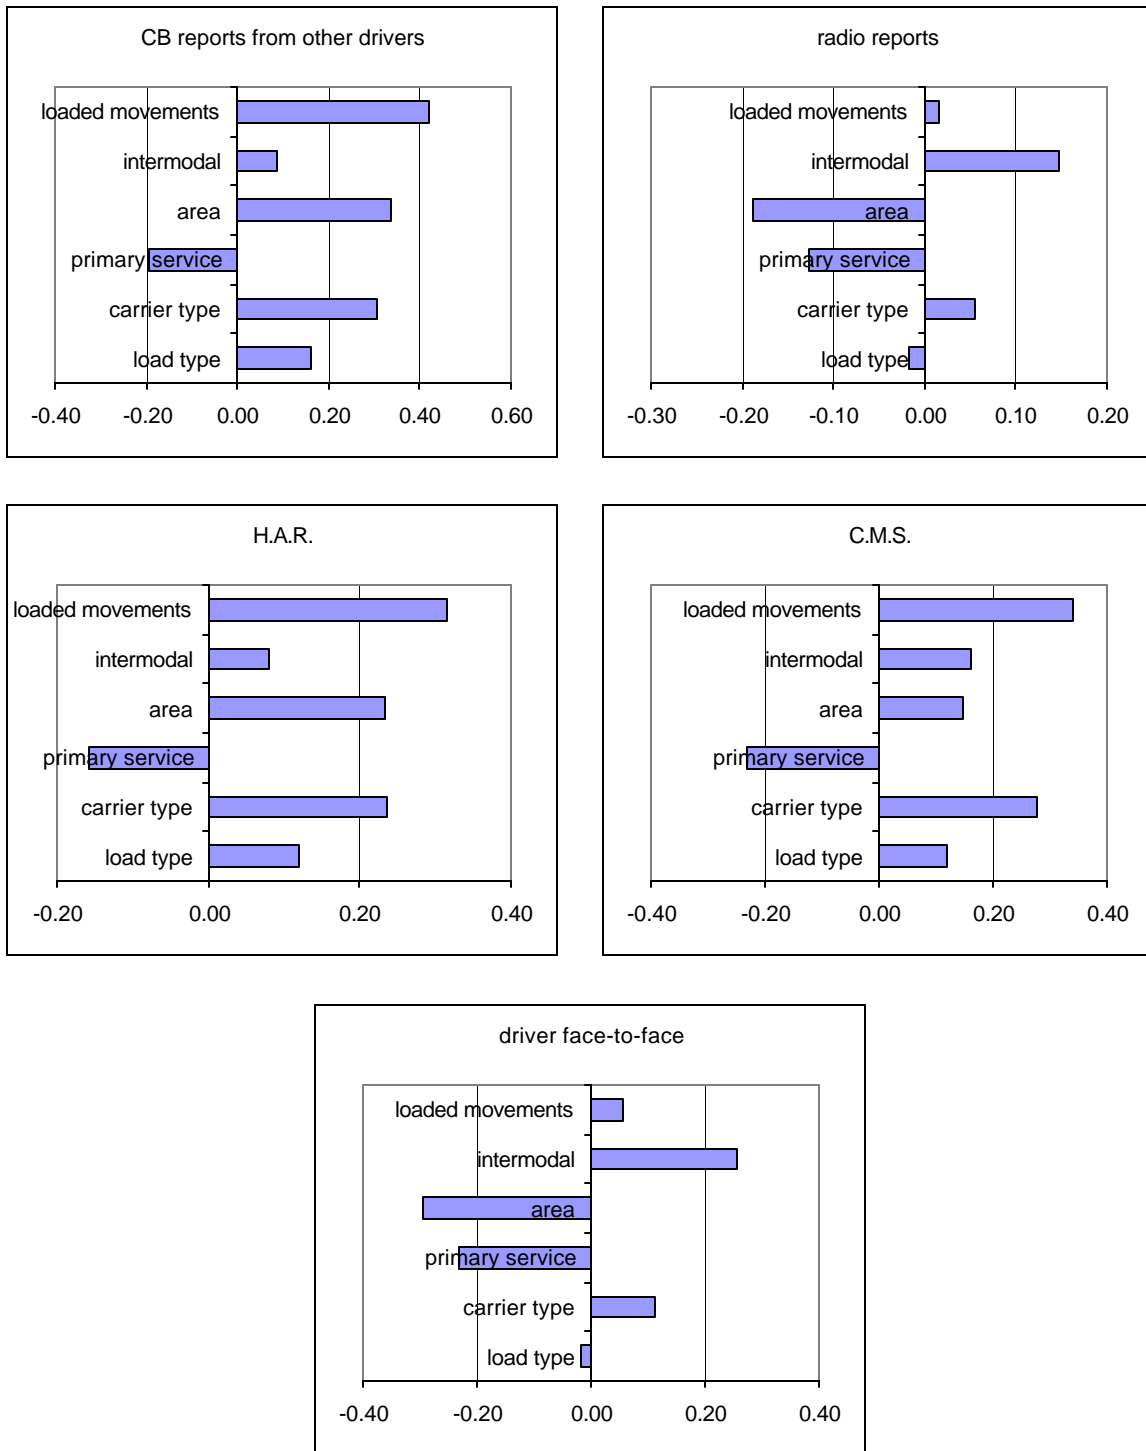 CB reports from other drivers
loaded movements
intermodal
area
primary service
carrier type
load type
-0.40 -0.20 0.00 0.20 0.40 0.60
radio reports
loaded movements
intermodal
area
primary service
carrier type
load type
-0.30 -0.20 -0.10 0.00 0.10 0.20
H.A.R.
loaded movements
intermodal
area
primary service
carrier type
load type
-0.20 0.00 0.20 0.40
C.M.S.
loaded movements
intermodal
area
primary service
carrier type
load type
-0.40 -0.20 0.00 0.20 0.40
driver face-to-face
loaded movements
intermodal
area
primary service
carrier type
load type
-0.40 -0.20 0.00 0.20 0.40